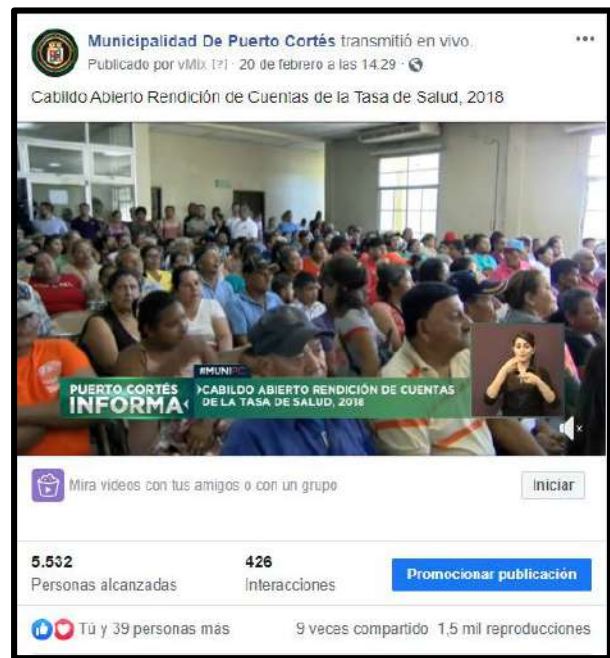 Municipalidad De Puerto Cortés transmitió en vivo.
Publicado por vMix [?] · 20 de febrero a las 14:29 ·
Cabildo Abierto Rendición de Cuentas de la Tasa de Salud, 2018
#MUNIPC
PUERTO CORTÉS
INFORMA
CABILDO ABIERTO RENDICIÓN DE CUENTAS
DE LA TASA DE SALUD, 2018
Mira videos con tus amigos o con un grupo
Iniciar
5.532
Personas alcanzadas
426
Interacciones
Promocionar publicación
Tú y 39 personas más
9 veces compartido 1,5 mil reproducciones